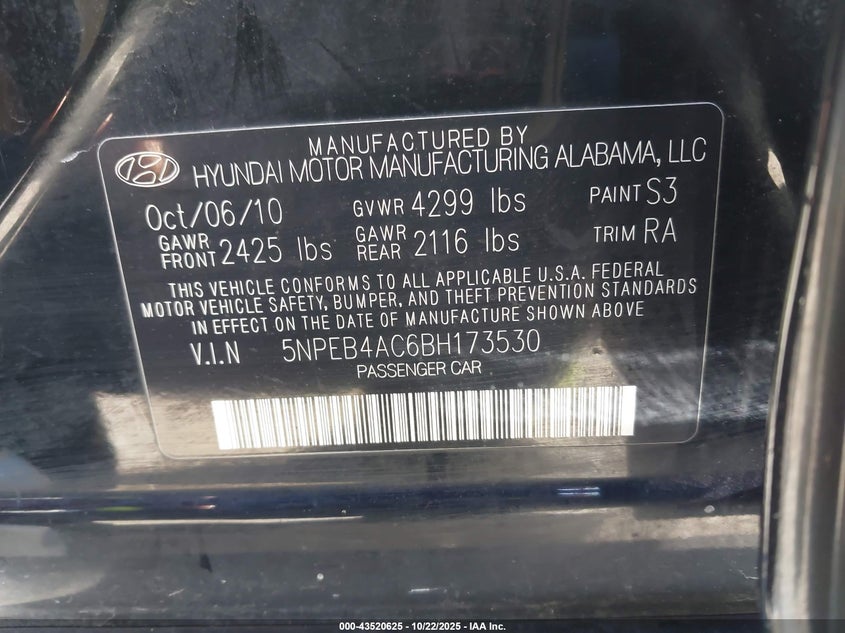 MANUFACTURED BY
HYUNDAI MOTOR MANUFACTURING ALABAMA, LLC
Oct/06/10 GVWR 4299 lbs PAINT S3
GAWR FRONT 2425 lbs GAWR REAR 2116 lbs TRIM RA
THIS VEHICLE CONFORMS TO ALL APPLICABLE U.S.A. FEDERAL
MOTOR VEHICLE SAFETY, BUMPER, AND THEFT PREVENTION STANDARDS
IN EFFECT ON THE DATE OF MANUFACTURE SHOWN ABOVE
V.I.N 5NPEB4AC6BH173530
PASSENGER CAR
000-43520625 - 10/22/2025 - IAA Inc.